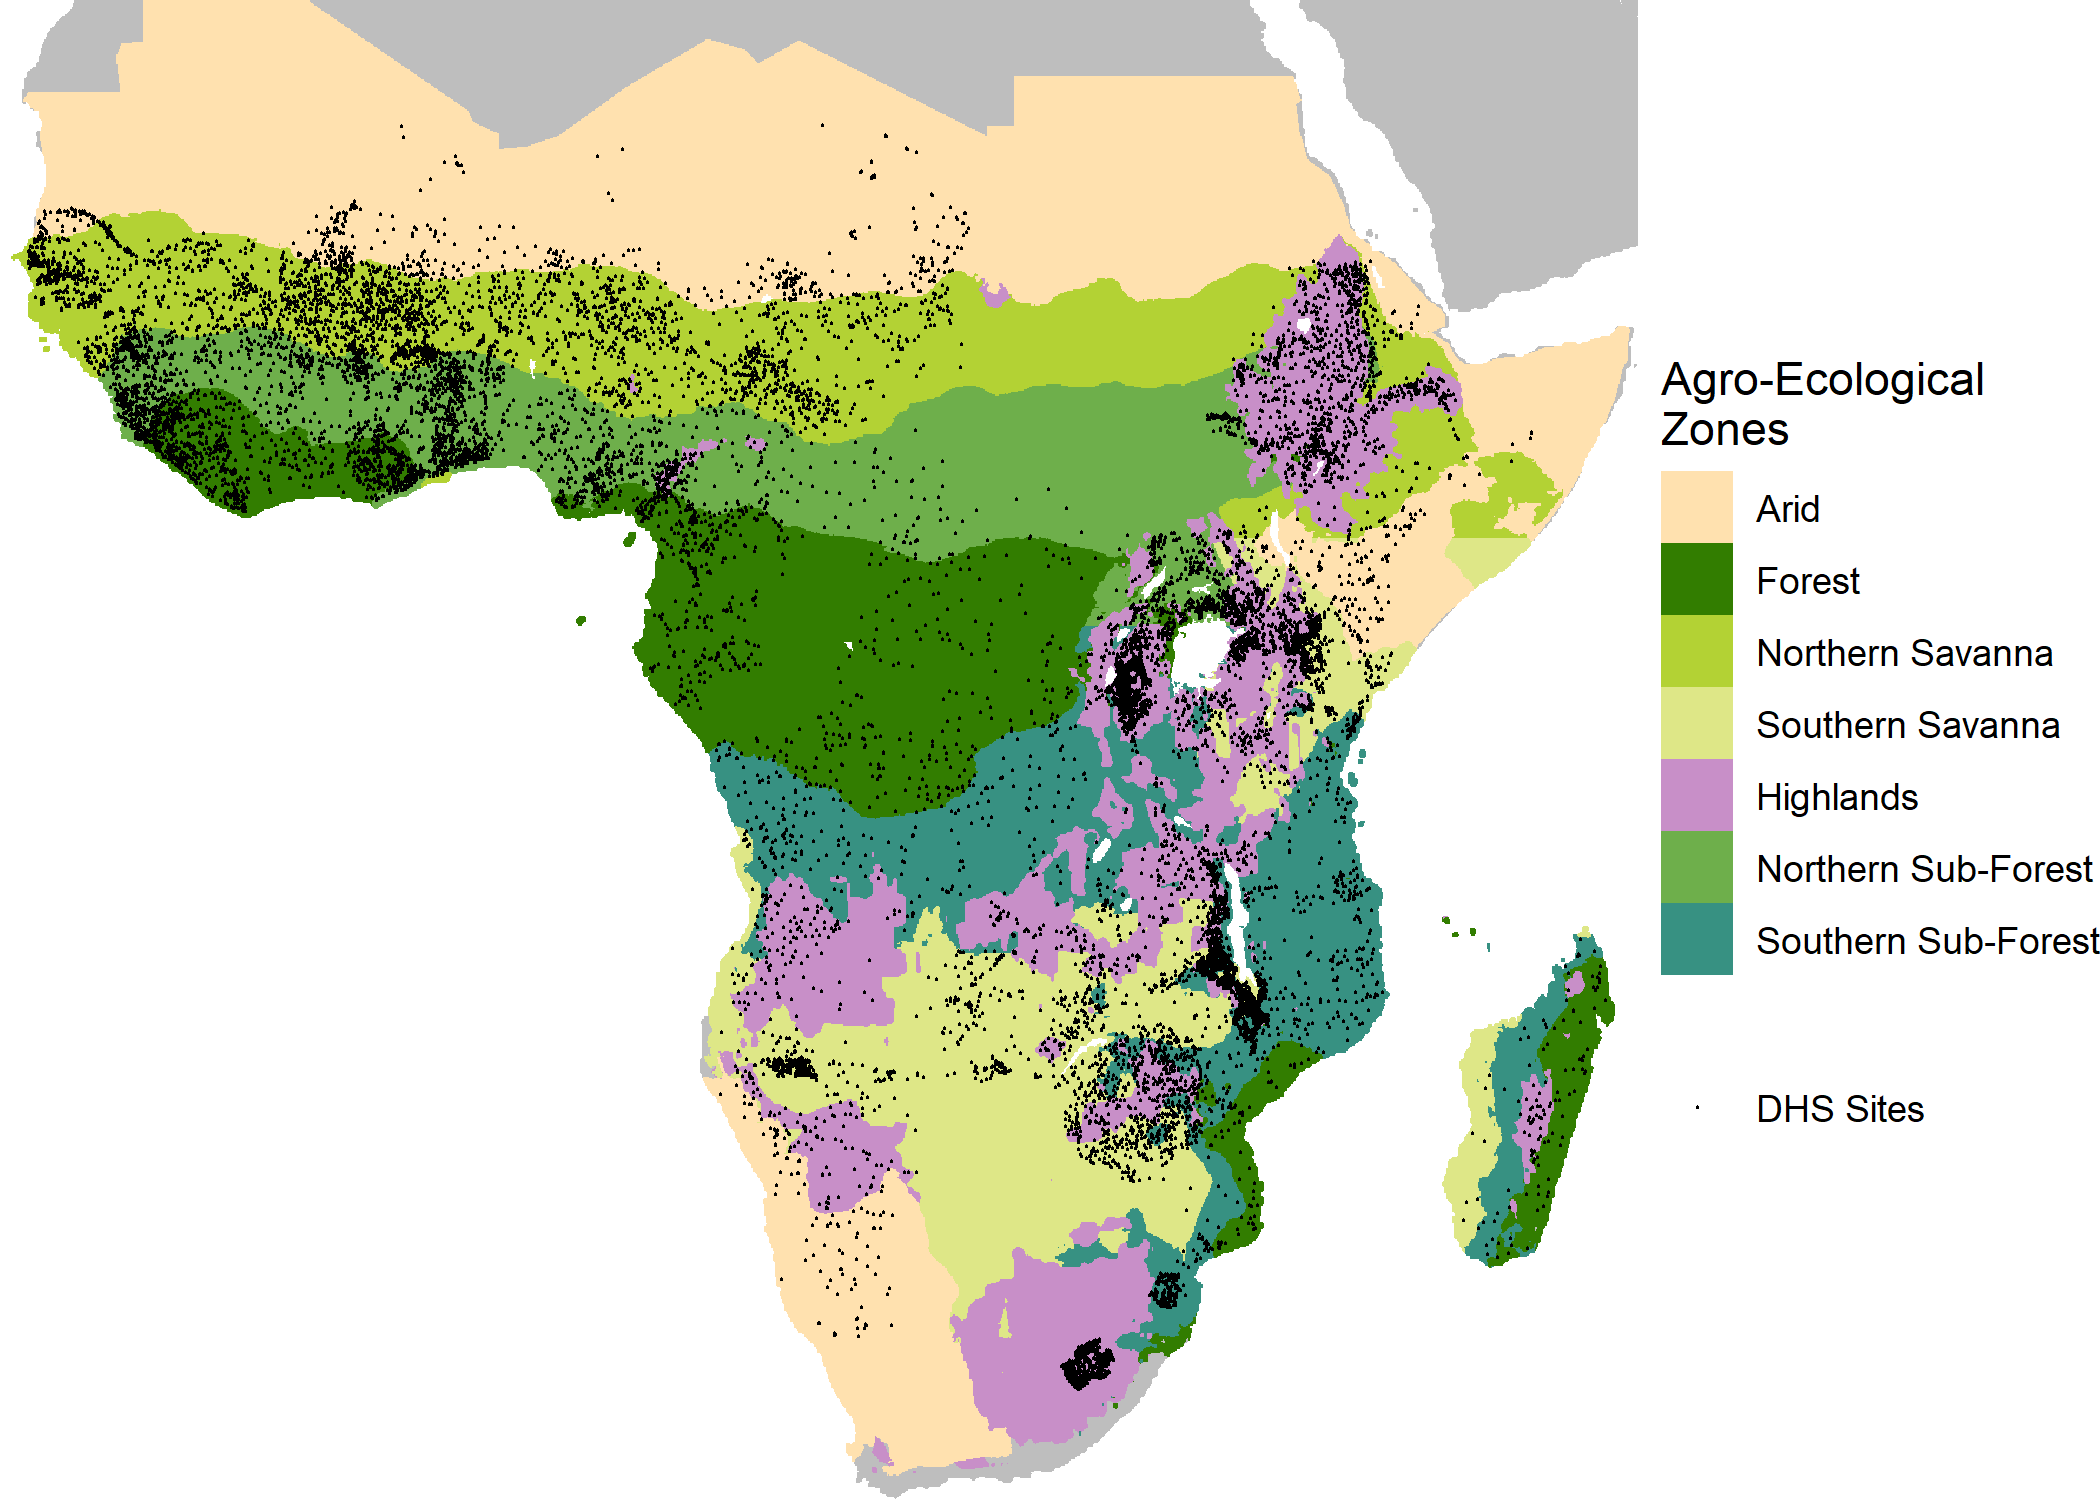 Agro-Ecological
Zones
Arid
Forest
Northern Savanna
Southern Savanna
Highlands
Northern Sub-Forest
Southern Sub-Forest
DHS Sites